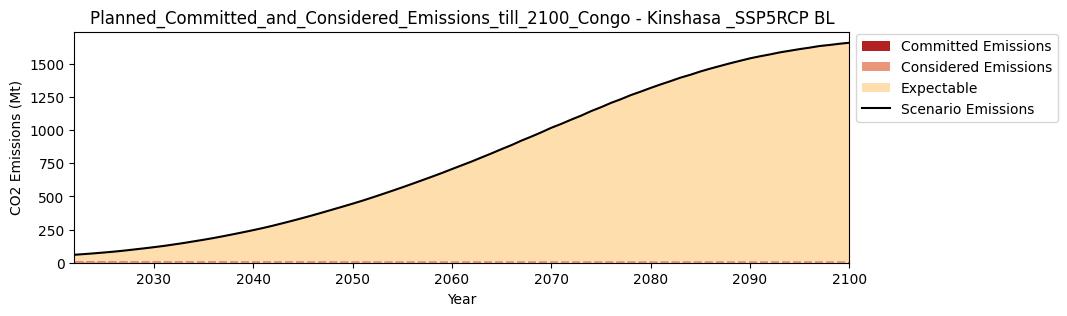 Planned_Committed_and_Considered_Emissions_till_2100_Congo - Kinshasa _SSP5RCP BL
Committed Emissions
Considered Emissions
Expectable
Scenario Emissions
CO2 Emissions (Mt)
1500
1250
1000
750
500
250
0
2030 2040 2050 2060 2070 2080 2090 2100
Year